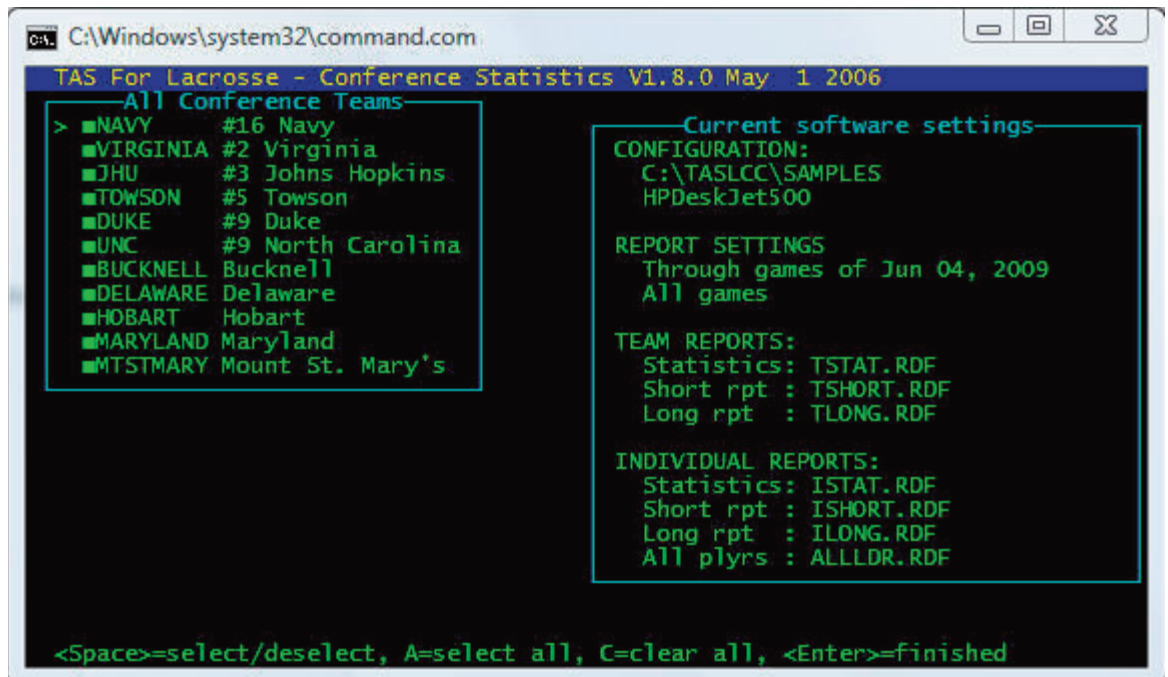 C:\Windows\system32\command.com
TAS For Lacrosse - Conference Statistics V1.8.0 May  1 2006
All Conference Teams
> ■NAVY     #16 Navy
■VIRGINIA #2 Virginia
■JHU      #3 Johns Hopkins
■TOWSON   #5 Towson
■DUKE     #9 Duke
■UNC      #9 North Carolina
■BUCKNELL Bucknell
■DELAWARE Delaware
■HOBART   Hobart
■MARYLAND Maryland
■MTSTMARY Mount St. Mary's
Current software settings
CONFIGURATION:
C:\TASLCC\SAMPLES
HPDeskJet500
REPORT SETTINGS
Through games of Jun 04, 2009
All games
TEAM REPORTS:
Statistics: TSTAT.RDF
Short rpt : TSHORT.RDF
Long rpt  : TLONG.RDF
INDIVIDUAL REPORTS:
Statistics: ISTAT.RDF
Short rpt : ISHORT.RDF
Long rpt  : ILONG.RDF
All plyrs : ALLLDR.RDF
<Space>=select/deselect, A=select all, C=clear all, <Enter>=finished